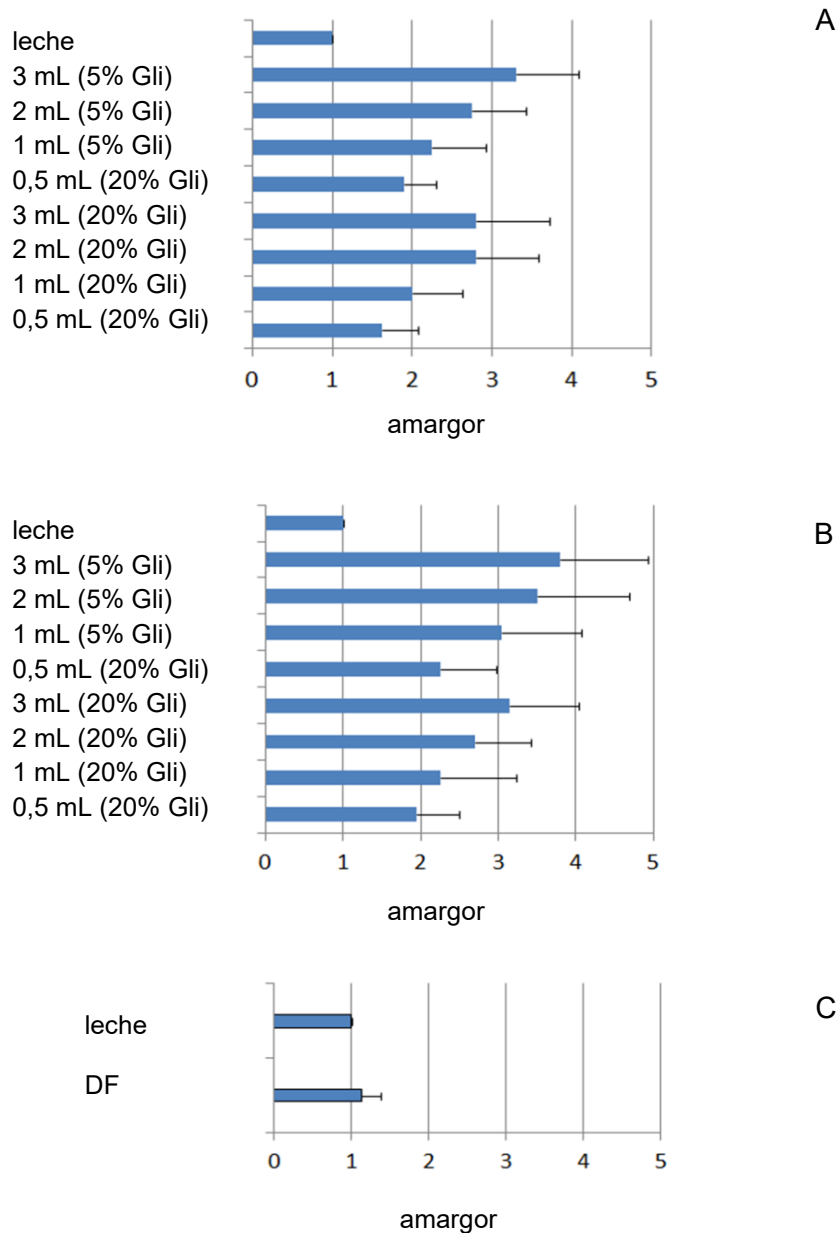 A
leche
3 mL (5% Gli)
2 mL (5% Gli)
1 mL (5% Gli)
0,5 mL (20% Gli)
3 mL (20% Gli)
2 mL (20% Gli)
1 mL (20% Gli)
0,5 mL (20% Gli)
0 1 2 3 4 5
amargor
B
leche
3 mL (5% Gli)
2 mL (5% Gli)
1 mL (5% Gli)
0,5 mL (20% Gli)
3 mL (20% Gli)
2 mL (20% Gli)
1 mL (20% Gli)
0,5 mL (20% Gli)
0 1 2 3 4 5
amargor
C
leche
DF
0 1 2 3 4 5
amargor